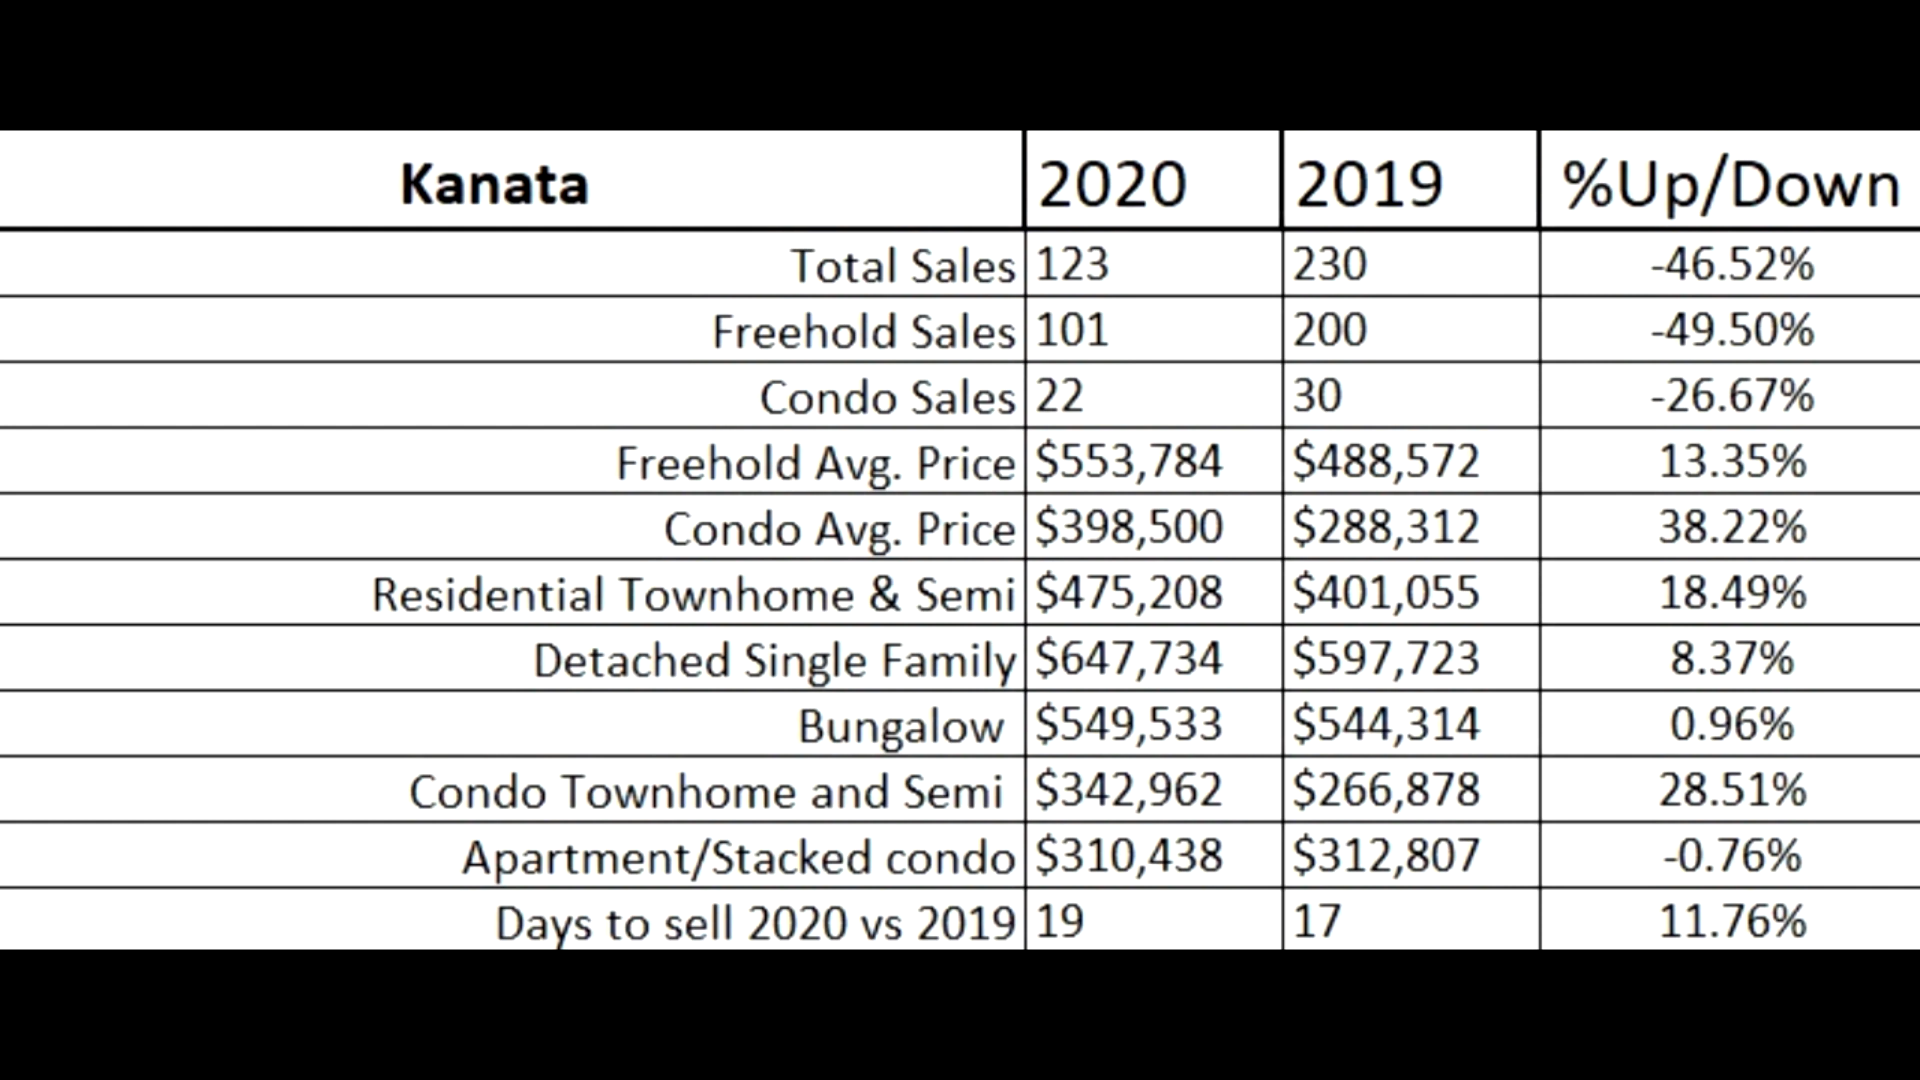 Kanata 2020 2019 %Up/Down
Total Sales 123 230 -46.52%
Freehold Sales 101 200 -49.50%
Condo Sales 22 30 -26.67%
Freehold Avg. Price $553,784 $488,572 13.35%
Condo Avg. Price $398,500 $288,312 38.22%
Residential Townhome & Semi $475,208 $401,055 18.49%
Detached Single Family $647,734 $597,723 8.37%
Bungalow $549,533 $544,314 0.96%
Condo Townhome and Semi $342,962 $266,878 28.51%
Apartment/Stacked condo $310,438 $312,807 -0.76%
Days to sell 2020 vs 2019 19 17 11.76%